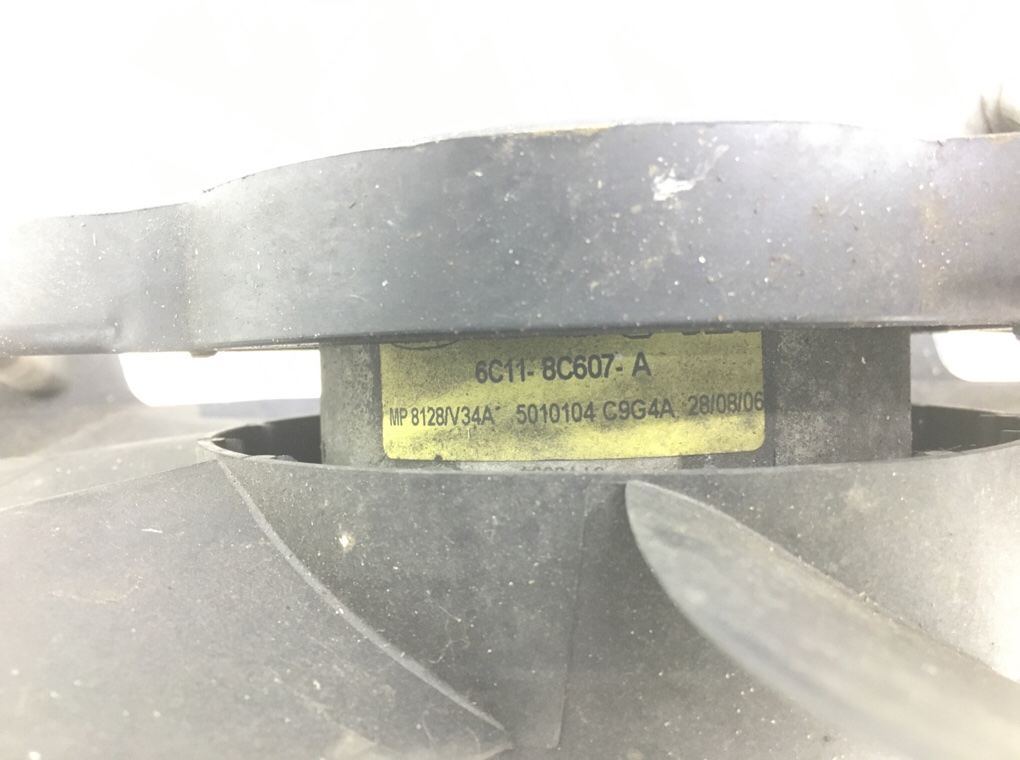 6C11- 8C607- A
MP 8128/V34A 5010104 C9G4A 28/08/06